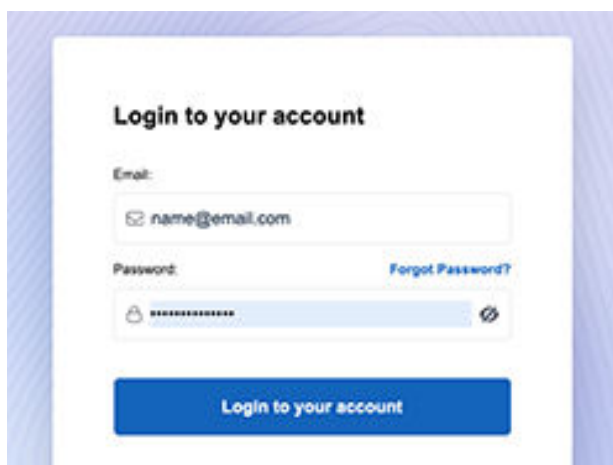 Login to your account
Email:
name@email.com
Password: Forgot Password?
••••••••••••••
Login to your account